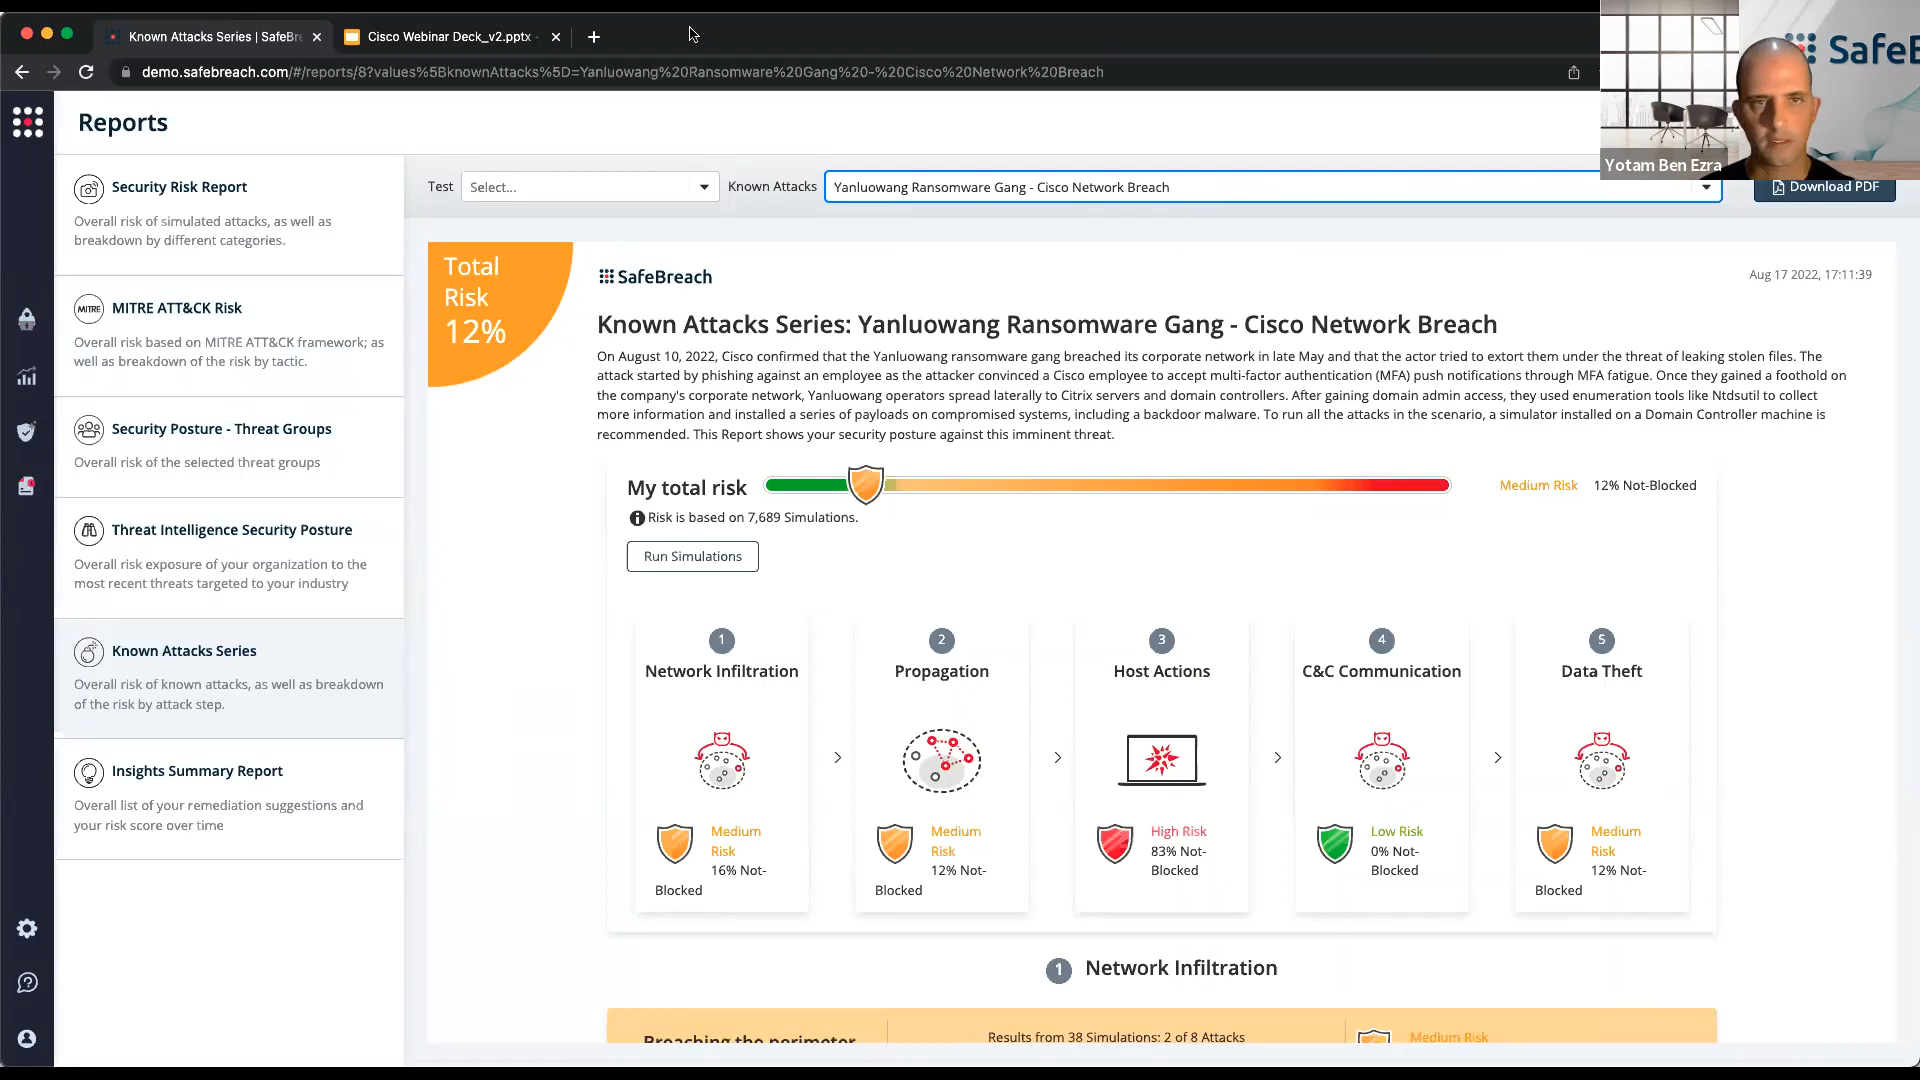 Known Attacks Series | SafeBr
Cisco Webinar Deck_v2.pptx -
demo.safebreach.com/#/reports/8?values%5BknownAttacks%5D=Yanluowang%20Ransomware%20Gang%20-%20Cisco%20Network%20Breach
SafeB
Yotam Ben Ezra
Reports
Security Risk Report
Overall risk of simulated attacks, as well as
breakdown by different categories.
MITRE
MITRE ATT&CK Risk
Overall risk based on MITRE ATT&CK framework; as
well as breakdown of the risk by tactic.
Security Posture - Threat Groups
Overall risk of the selected threat groups
Threat Intelligence Security Posture
Overall risk exposure of your organization to the
most recent threats targeted to your industry
Known Attacks Series
Overall risk of known attacks, as well as breakdown
of the risk by attack step.
Insights Summary Report
Overall list of your remediation suggestions and
your risk score over time
Test
Select...
Known Attacks
Yanluowang Ransomware Gang - Cisco Network Breach
Download PDF
Total
Risk
12%
SafeBreach
Aug 17 2022, 17:11:39
Known Attacks Series: Yanluowang Ransomware Gang - Cisco Network Breach
On August 10, 2022, Cisco confirmed that the Yanluowang ransomware gang breached its corporate network in late May and that the actor tried to extort them under the threat of leaking stolen files. The
attack started by phishing against an employee as the attacker convinced a Cisco employee to accept multi-factor authentication (MFA) push notifications through MFA fatigue. Once they gained a foothold on
the company's corporate network, Yanluowang operators spread laterally to Citrix servers and domain controllers. After gaining domain admin access, they used enumeration tools like Ntdsutil to collect
more information and installed a series of payloads on compromised systems, including a backdoor malware. To run all the attacks in the scenario, a simulator installed on a Domain Controller machine is
recommended. This Report shows your security posture against this imminent threat.
My total risk
Medium Risk
12% Not-Blocked
Risk is based on 7,689 Simulations.
Run Simulations
1
Network Infiltration
Medium
Risk
16% Not-
Blocked
2
Propagation
Medium
Risk
12% Not-
Blocked
3
Host Actions
High Risk
83% Not-
Blocked
4
C&C Communication
Low Risk
0% Not-
Blocked
5
Data Theft
Medium
Risk
12% Not-
Blocked
1 Network Infiltration
Breaching the perimeter
Results from 38 Simulations: 2 of 8 Attacks
Medium Risk